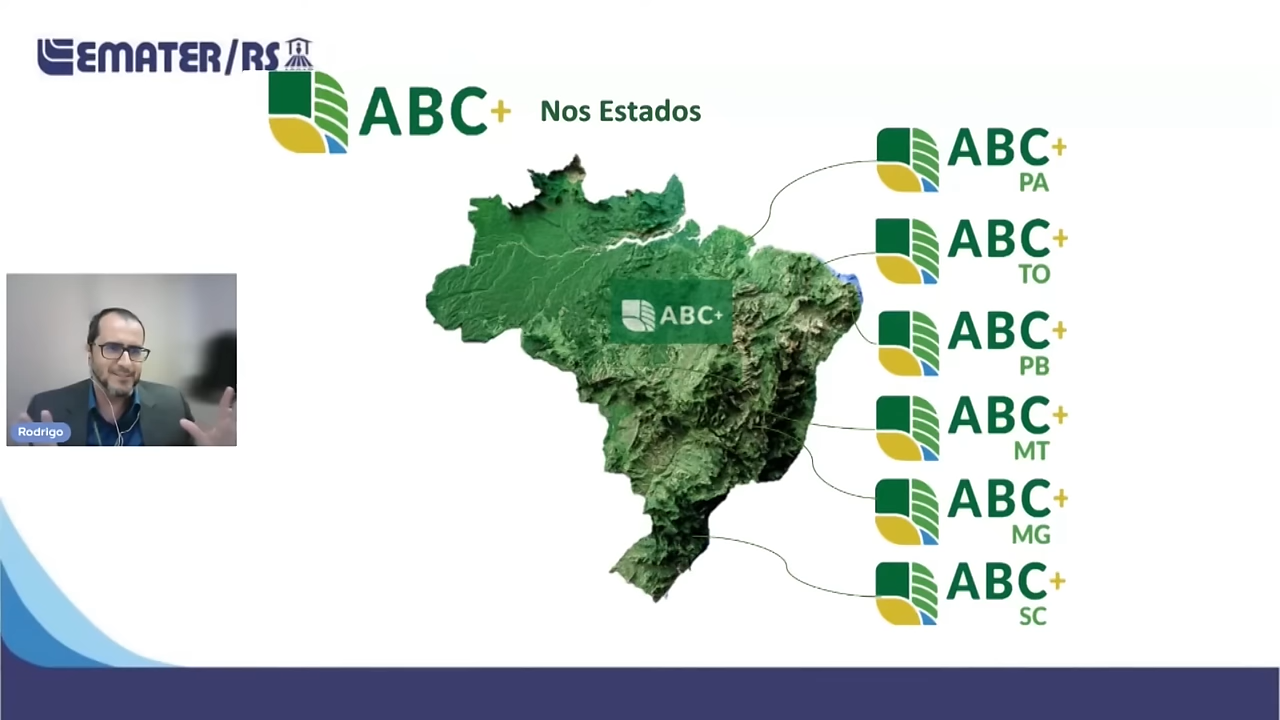 EMATER/RS
ABC+ Nos Estados
ABC+
PA
ABC+
TO
ABC+
ABC+
PB
ABC+
MT
ABC+
MG
ABC+
SC
Rodrigo